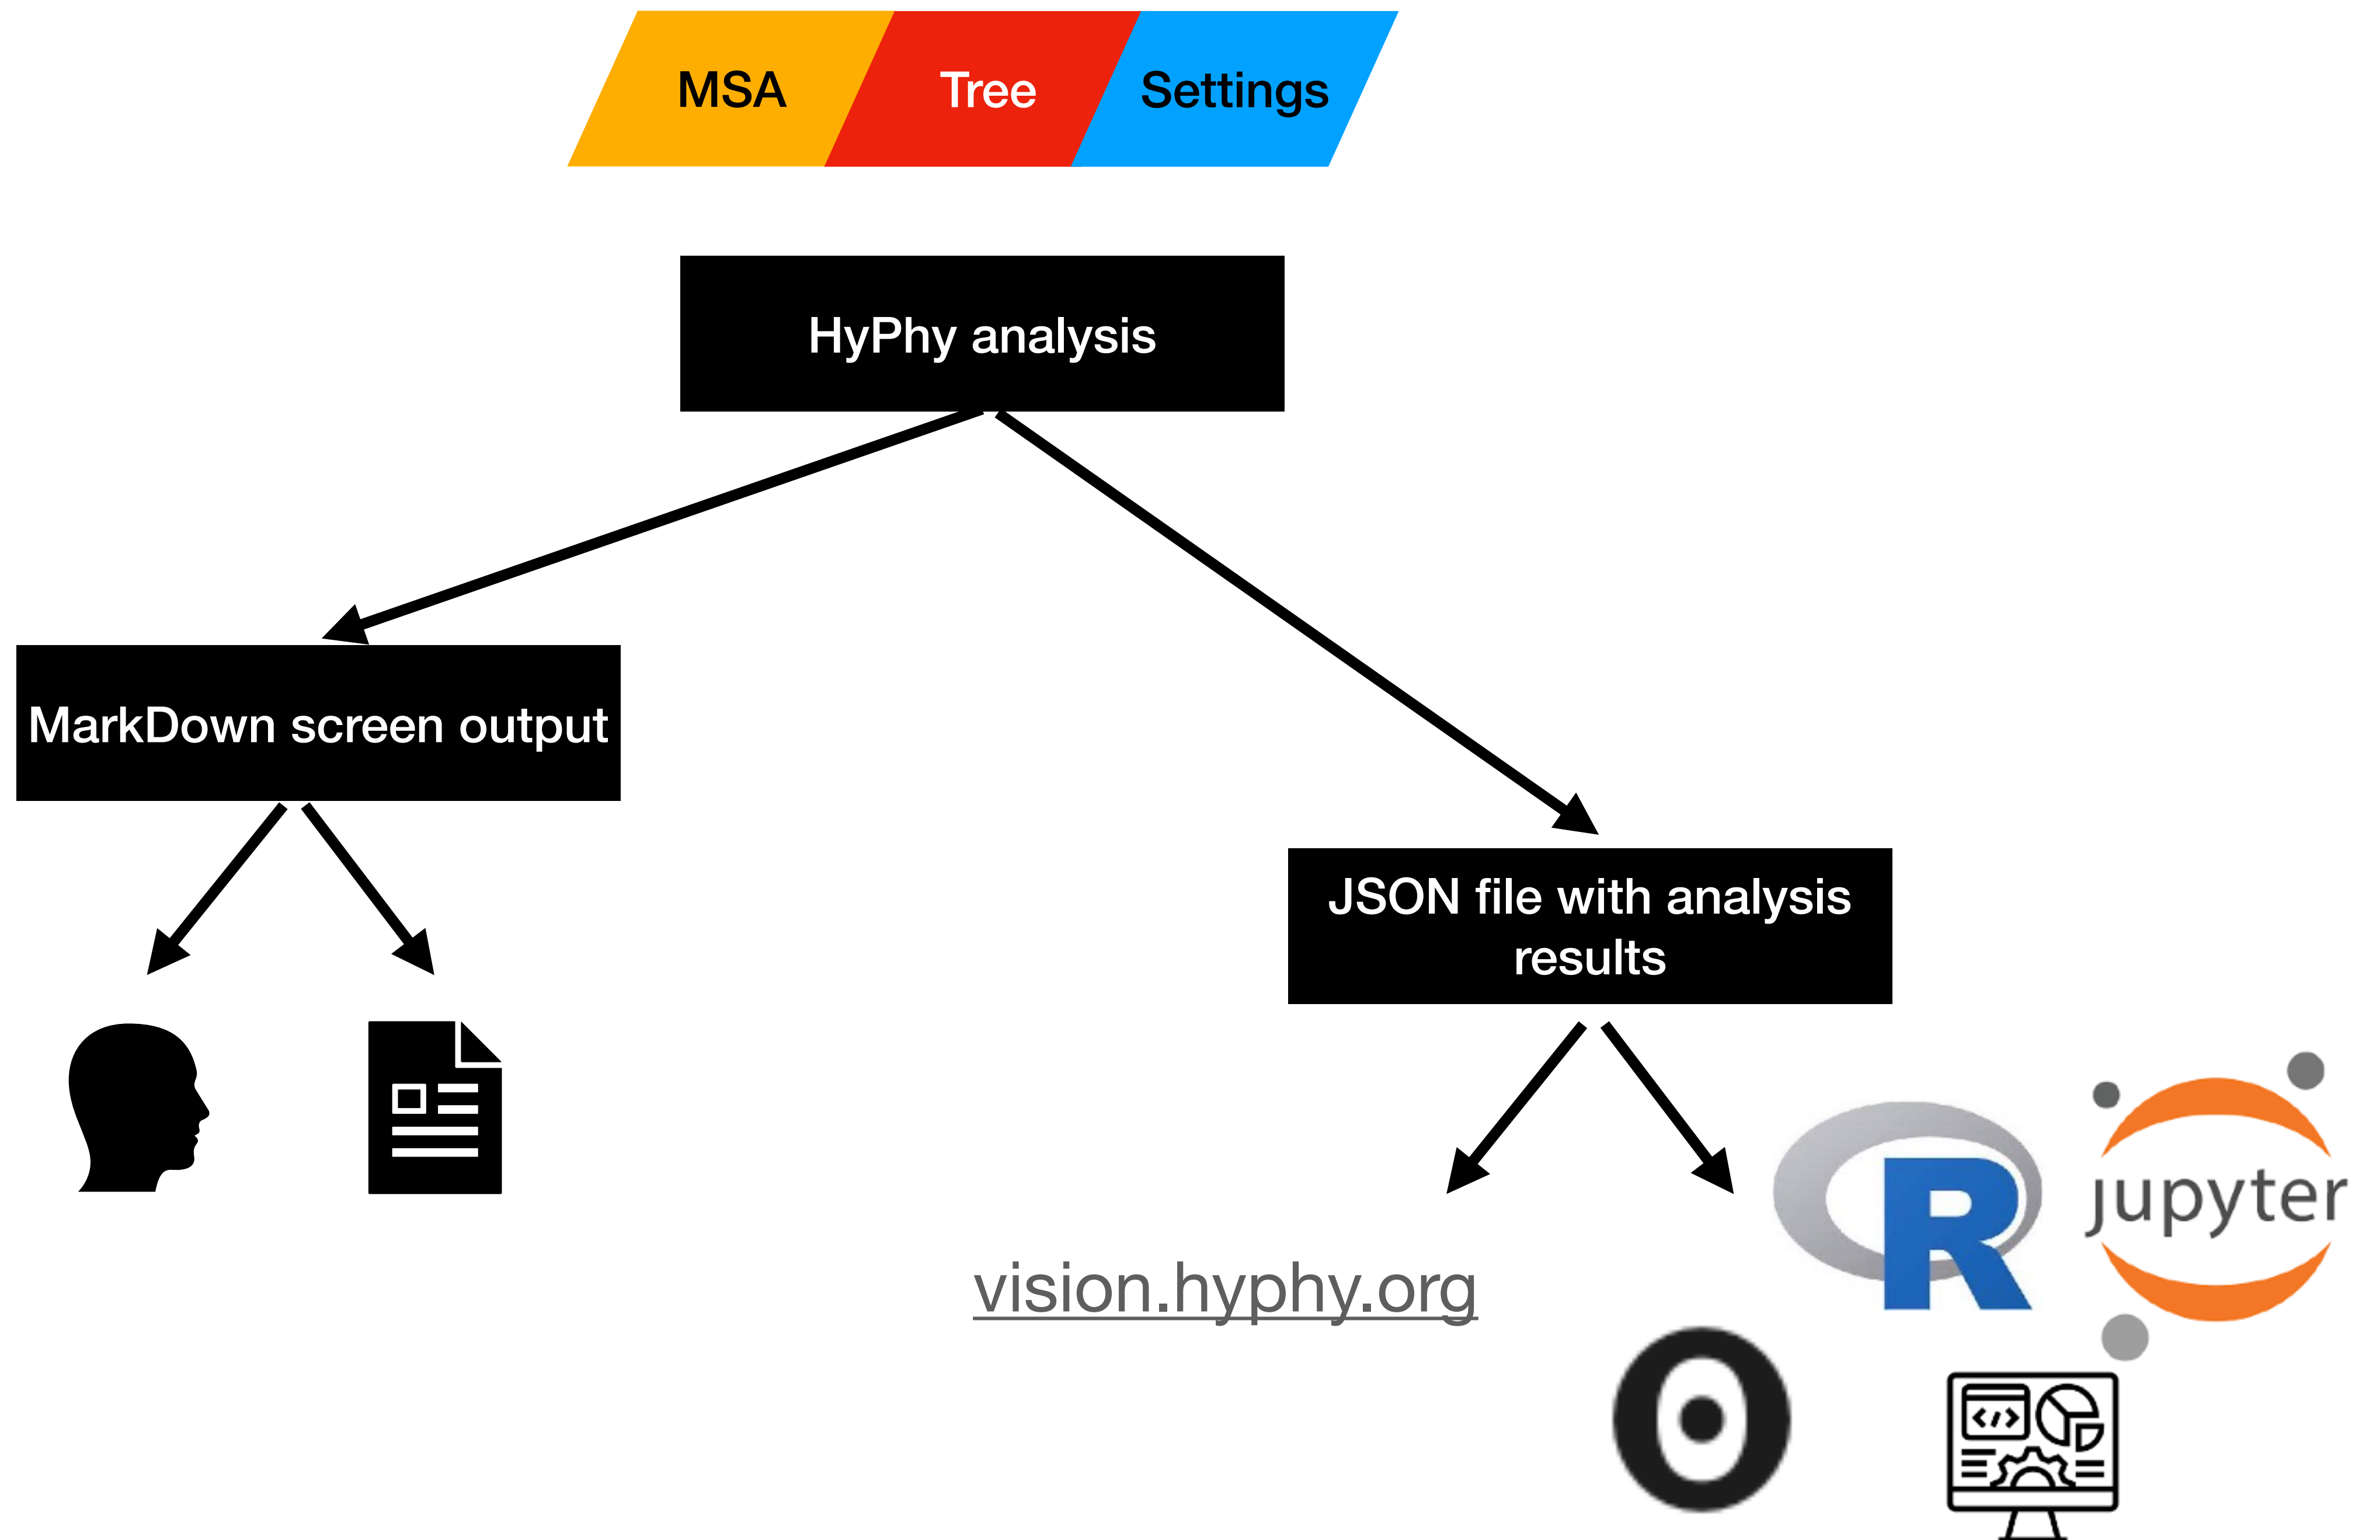 MSA Tree Settings
HyPhy analysis
MarkDown screen output
JSON file with analysis
results
R
jupyter
vision.hyphy.org